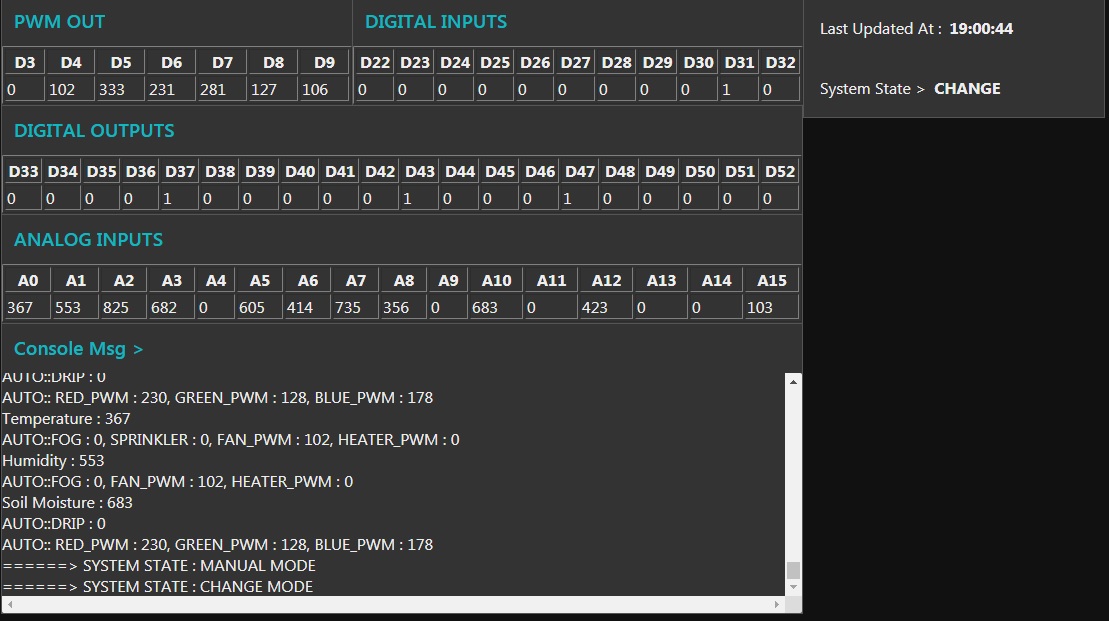 PWM OUT
D3 D4 D5 D6 D7 D8 D9
0 102 333 231 281 127 106
DIGITAL INPUTS
D22 D23 D24 D25 D26 D27 D28 D29 D30 D31 D32
0 0 0 0 0 0 0 0 0 1 0
Last Updated At : 19:00:44
System State > CHANGE
DIGITAL OUTPUTS
D33 D34 D35 D36 D37 D38 D39 D40 D41 D42 D43 D44 D45 D46 D47 D48 D49 D50 D51 D52
0 0 0 0 1 0 0 0 0 0 1 0 0 0 1 0 0 0 0 0
ANALOG INPUTS
A0 A1 A2 A3 A4 A5 A6 A7 A8 A9 A10 A11 A12 A13 A14 A15
367 553 825 682 0 605 414 735 356 0 683 0 423 0 0 103
Console Msg >
AUTO::DRIP : 0
AUTO:: RED_PWM : 230, GREEN_PWM : 128, BLUE_PWM : 178
Temperature : 367
AUTO::FOG : 0, SPRINKLER : 0, FAN_PWM : 102, HEATER_PWM : 0
Humidity : 553
AUTO::FOG : 0, FAN_PWM : 102, HEATER_PWM : 0
Soil Moisture : 683
AUTO::DRIP : 0
AUTO:: RED_PWM : 230, GREEN_PWM : 128, BLUE_PWM : 178
======> SYSTEM STATE : MANUAL MODE
======> SYSTEM STATE : CHANGE MODE